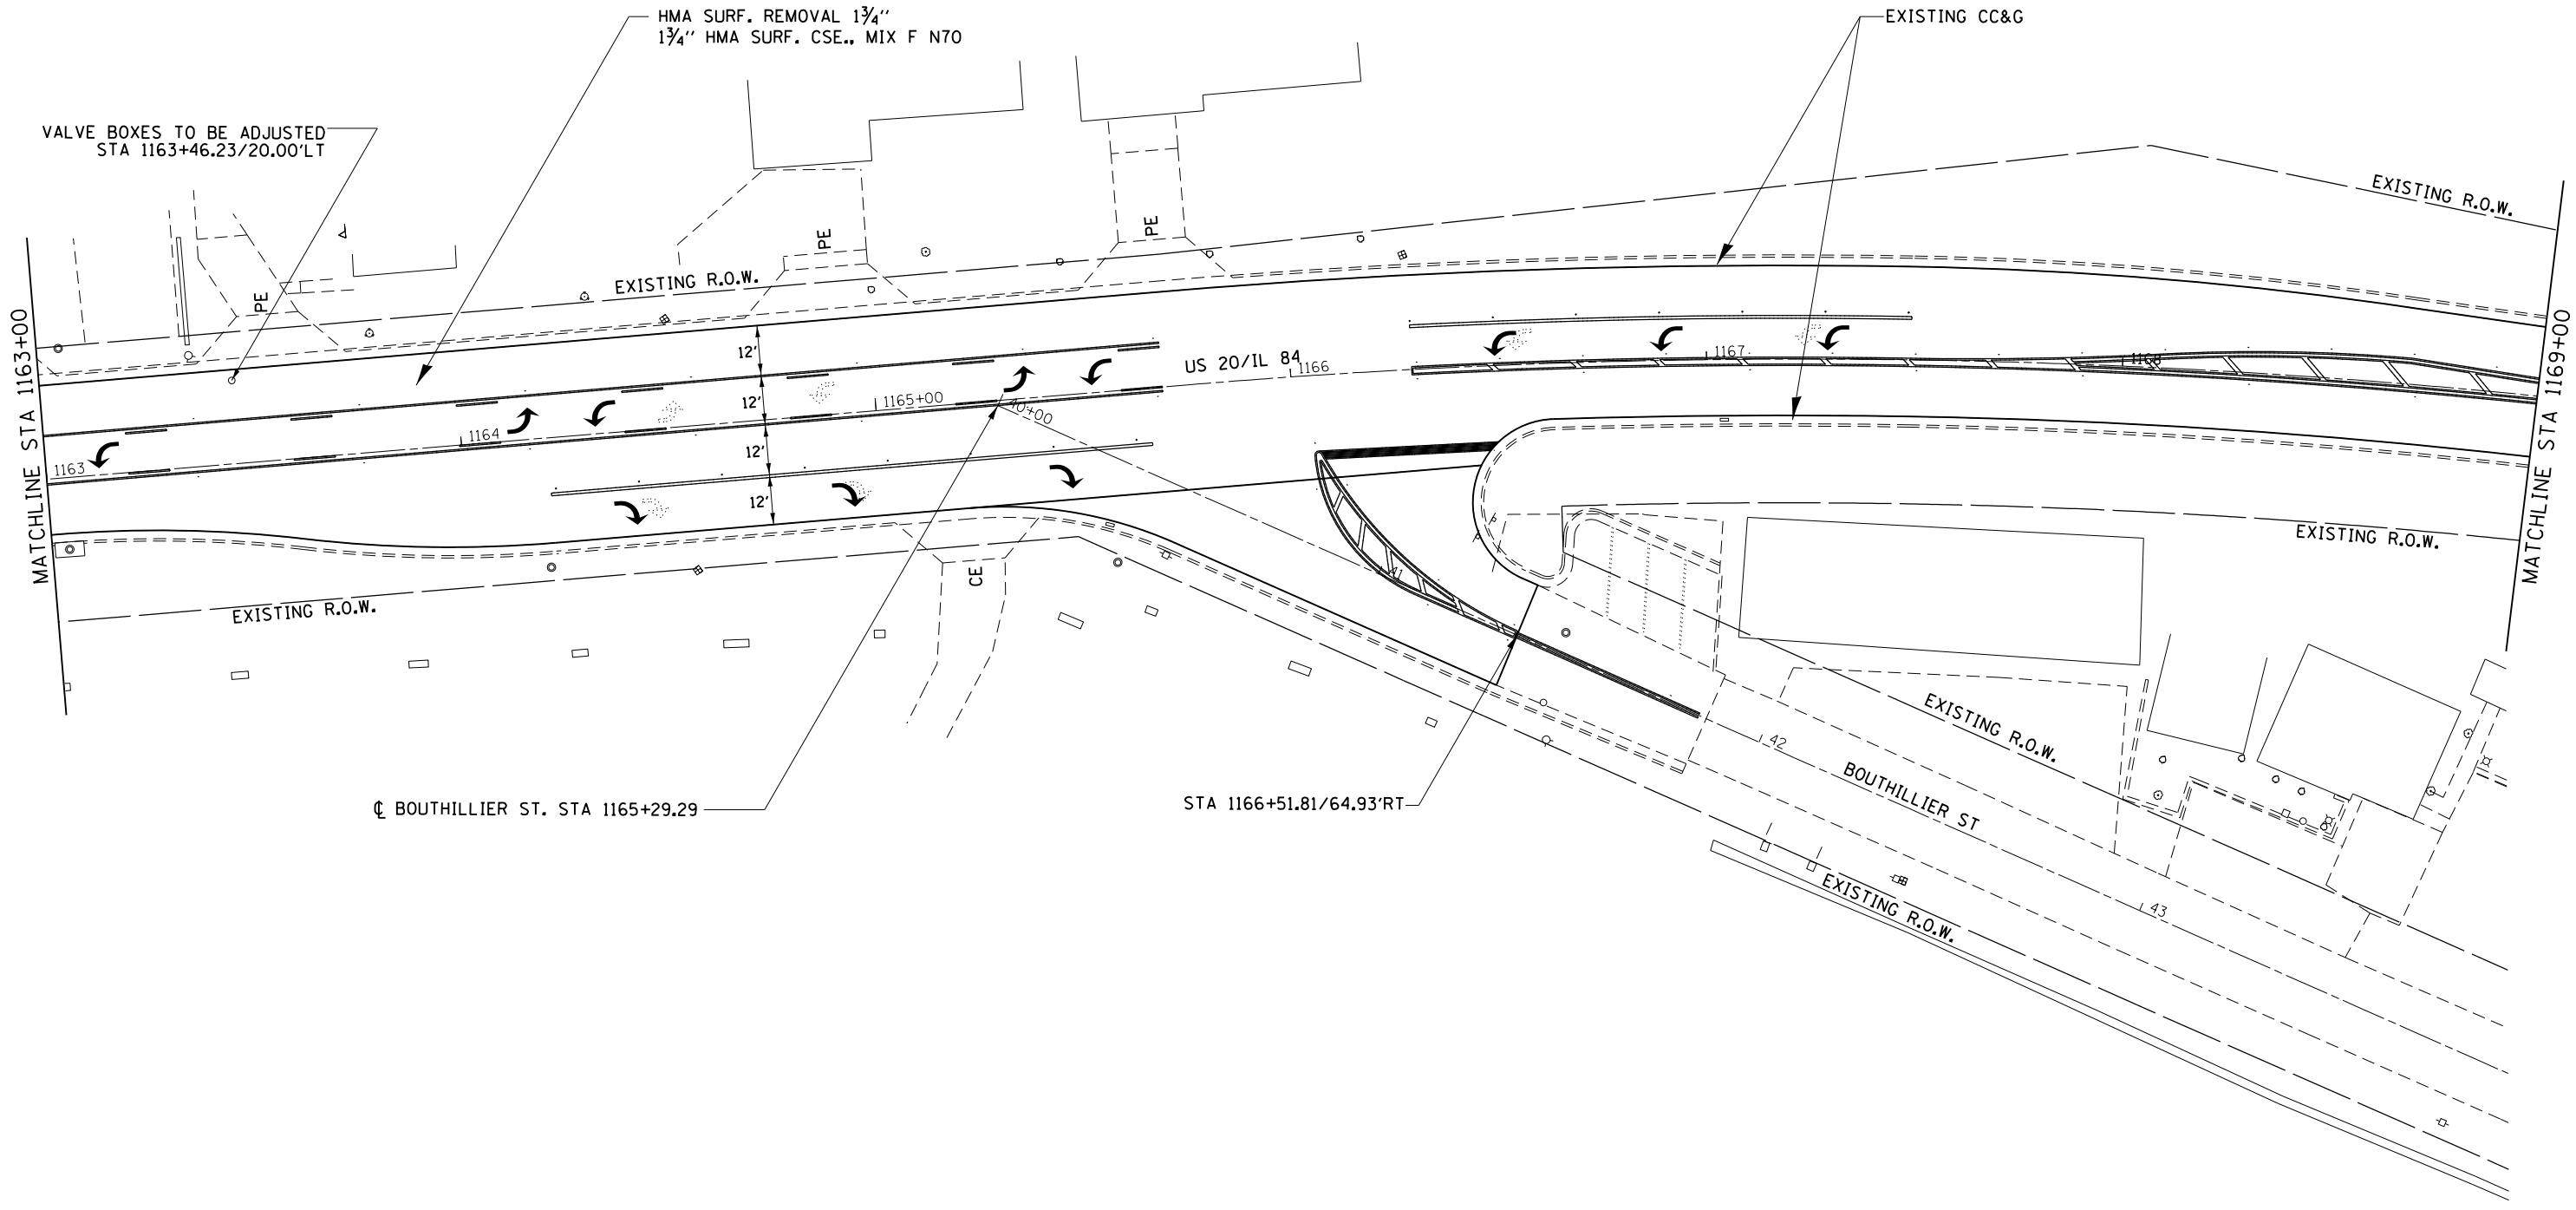 HMA SURF. REMOVAL 1¾''
1¾'' HMA SURF. CSE., MIX F N70
EXISTING CC&G
VALVE BOXES TO BE ADJUSTED
STA 1163+46.23/20.00'LT
EXISTING R.O.W.
PE
PE
PE
EXISTING R.O.W.
MATCHLINE STA 1163+00
MATCHLINE STA 1169+00
12'
12'
12'
12'
US 20/IL 84
1163
1164
1165+00
1166
1167
1168
40+00
41
42
43
EXISTING R.O.W.
CE
EXISTING R.O.W.
EXISTING R.O.W.
BOUTHILLIER ST
EXISTING R.O.W.
℄ BOUTHILLIER ST. STA 1165+29.29
STA 1166+51.81/64.93'RT